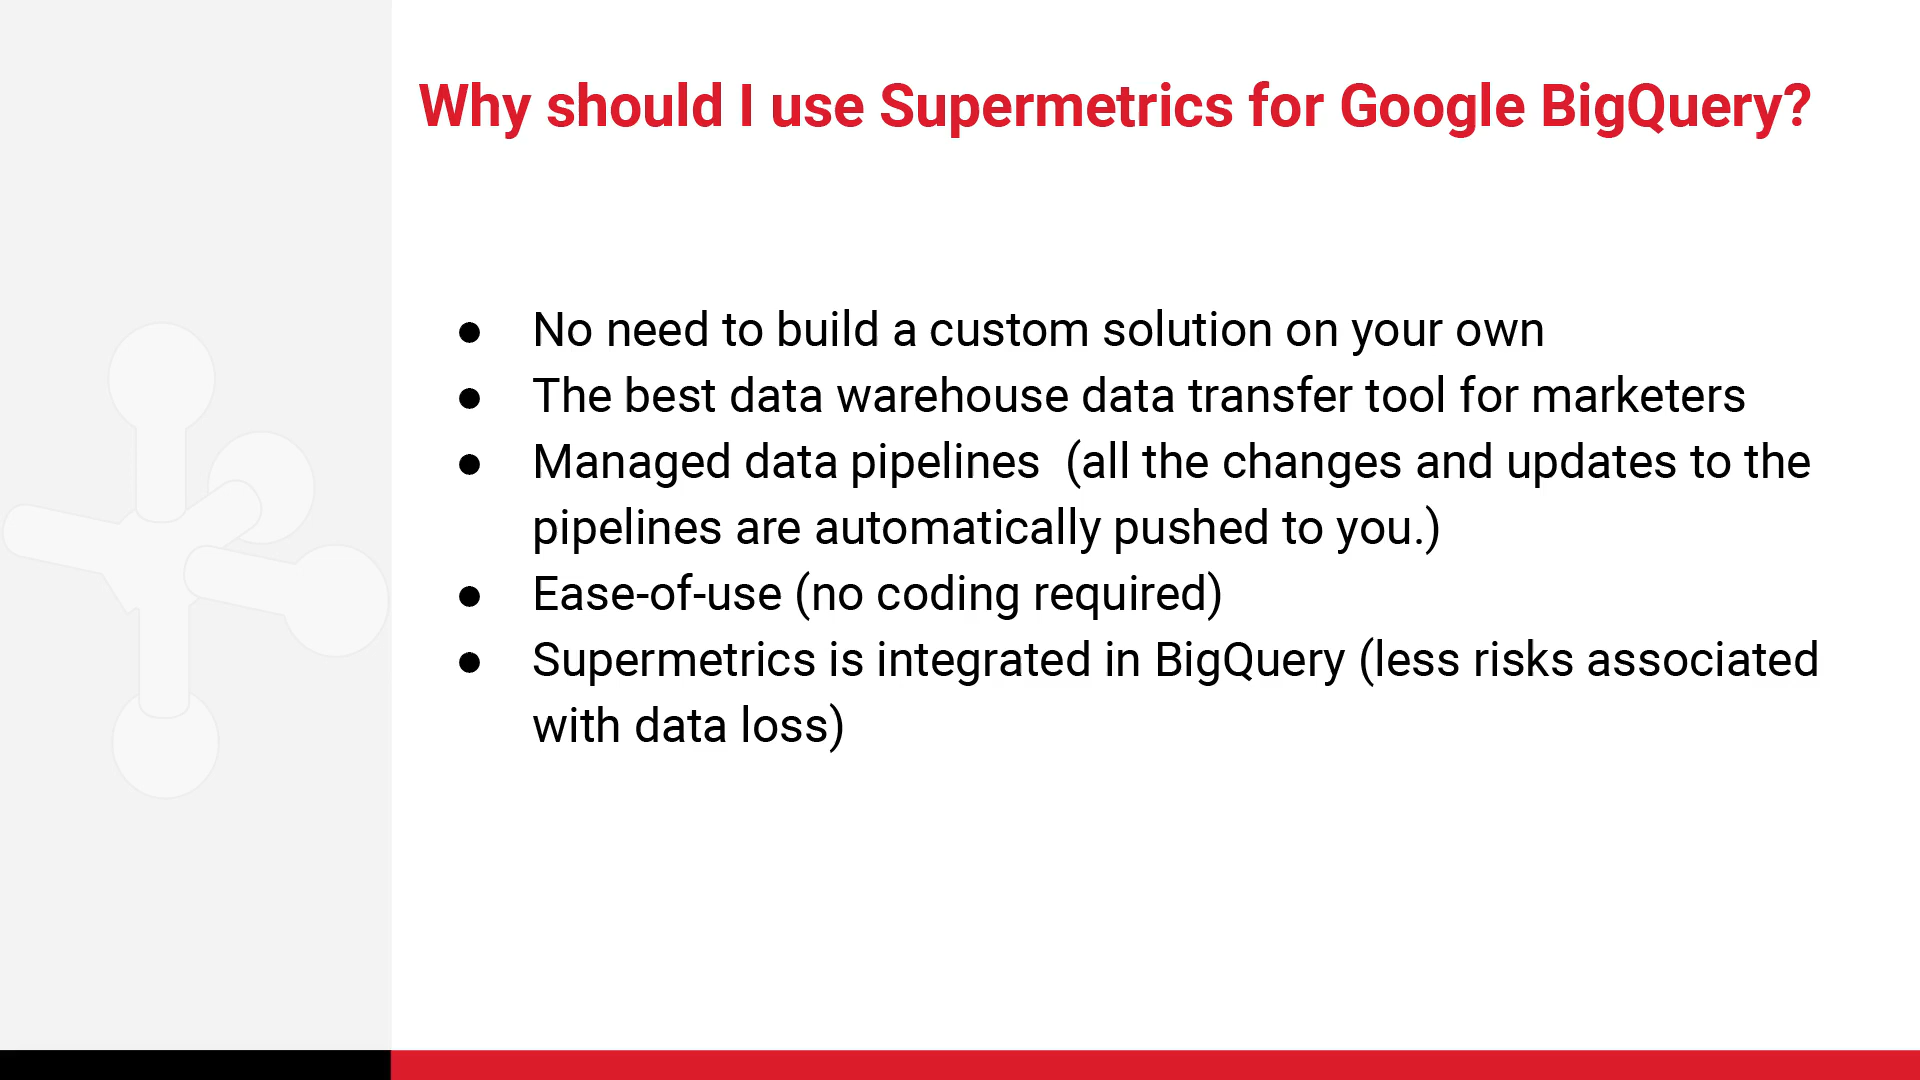 Why should I use Supermetrics for Google BigQuery?
● No need to build a custom solution on your own
● The best data warehouse data transfer tool for marketers
● Managed data pipelines  (all the changes and updates to the
pipelines are automatically pushed to you.)
● Ease-of-use (no coding required)
● Supermetrics is integrated in BigQuery (less risks associated
with data loss)